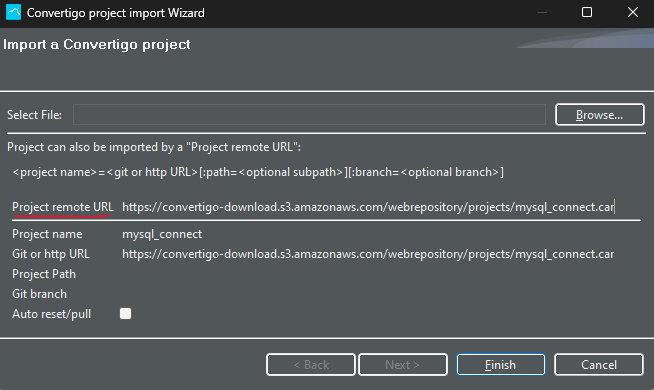 Convertigo project import Wizard
Import a Convertigo project
Select File:
Browse...
Project can also be imported by a "Project remote URL":
<project name>=<git or http URL>[:path=<optional subpath>][:branch=<optional branch>]
Project remote URL https://convertigo-download.s3.amazonaws.com/webrepository/projects/mysql_connect.car
Project name mysql_connect
Git or http URL https://convertigo-download.s3.amazonaws.com/webrepository/projects/mysql_connect.car
Project Path
Git branch
Auto reset/pull
< Back Next > Finish Cancel